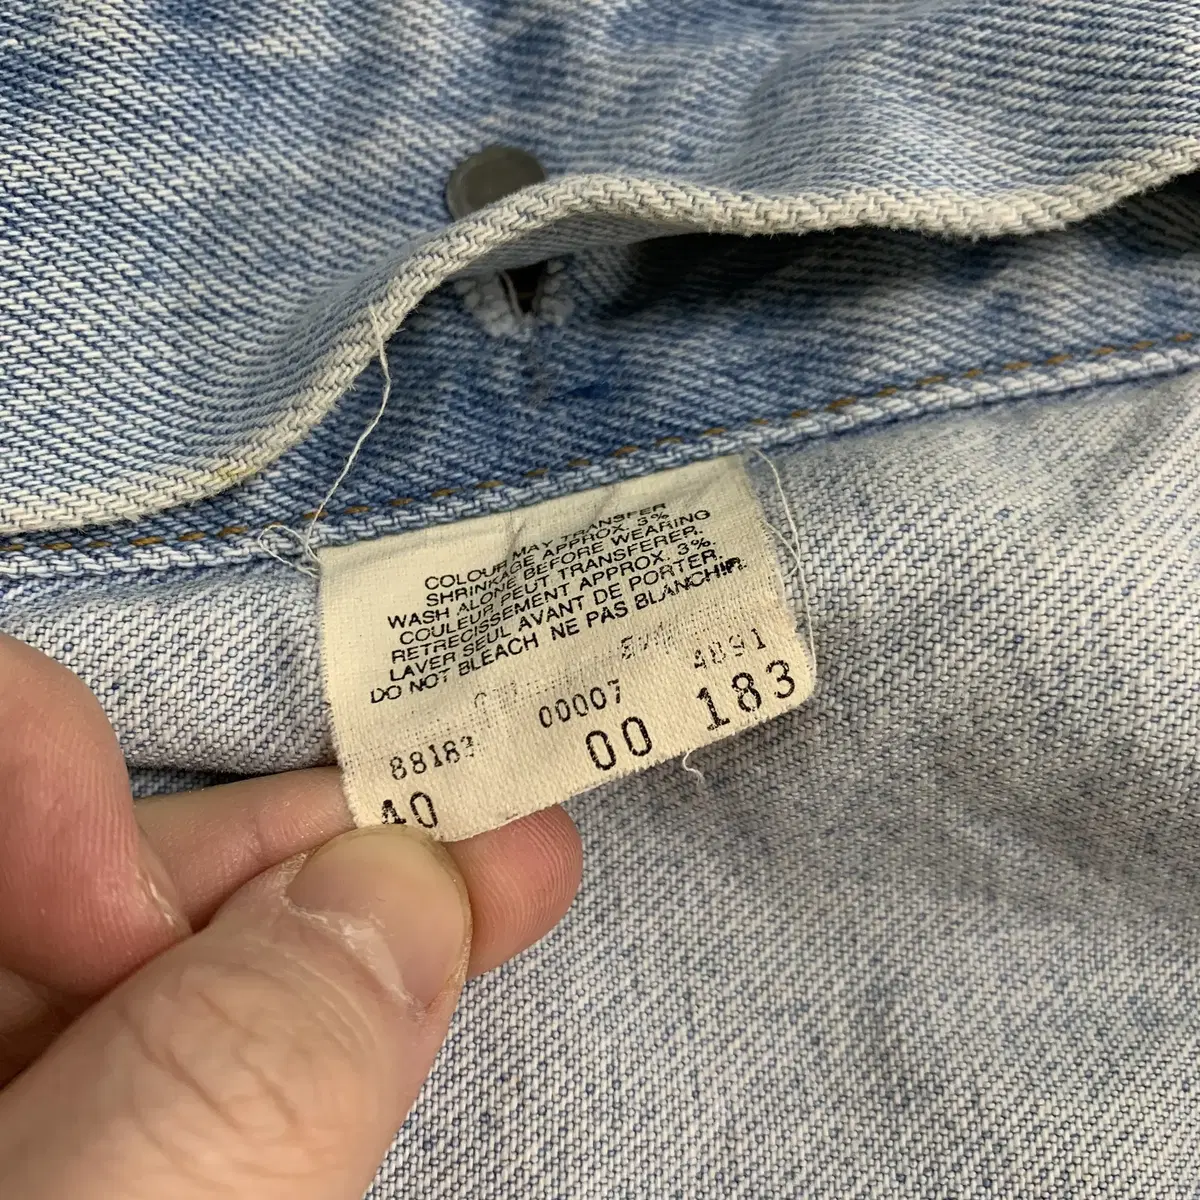 COLOUR MAY TRANSFER
SHRINKAGE APPROX. 3%
WASH ALONE BEFORE WEARING
COULEUR PEUT TRANSFERER.
RETRECISSEMENT APPROX. 3%.
LAVER SEUL AVANT DE PORTER.
DO NOT BLEACH NE PAS BLANCHIR
4891
00007
00 183
40